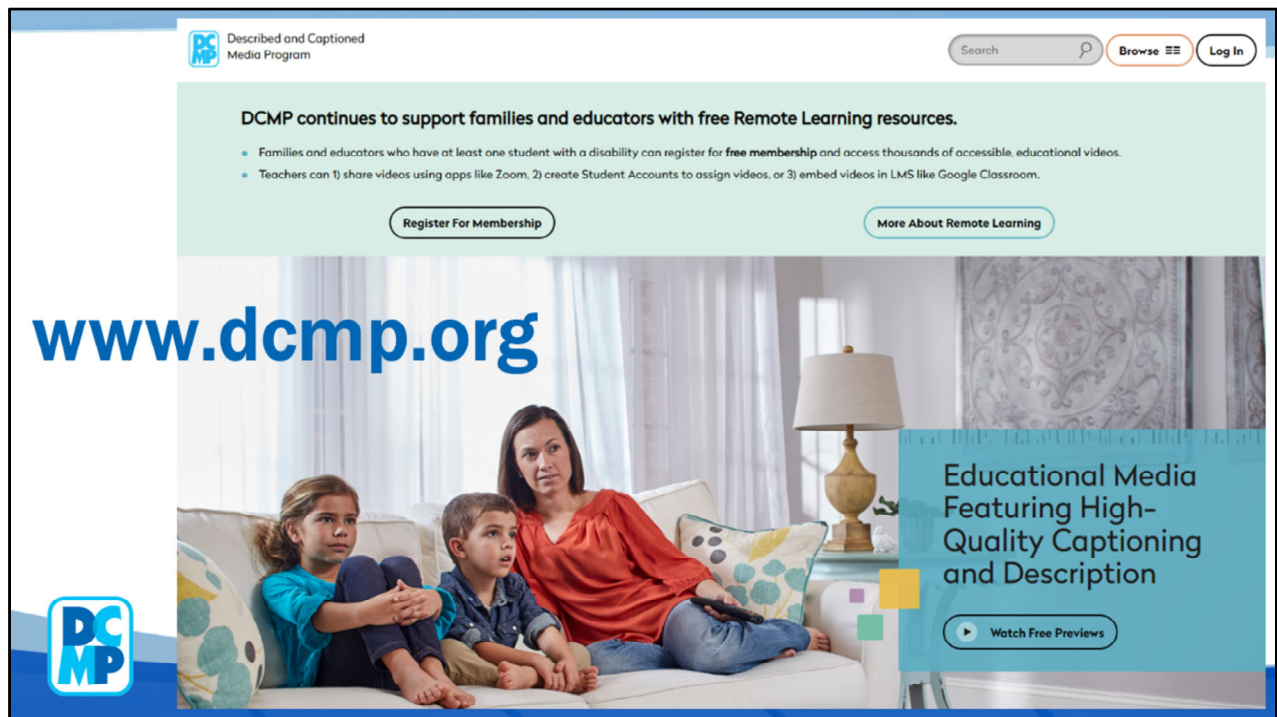 DC
MP
Described and Captioned
Media Program
Search
Browse
Log In
DCMP continues to support families and educators with free Remote Learning resources.
Families and educators who have at least one student with a disability can register for free membership and access thousands of accessible, educational videos.
Teachers can 1) share videos using apps like Zoom, 2) create Student Accounts to assign videos, or 3) embed videos in LMS like Google Classroom.
Register For Membership
More About Remote Learning
www.dcmp.org
Educational Media
Featuring High-
Quality Captioning
and Description
Watch Free Previews
DC
MP